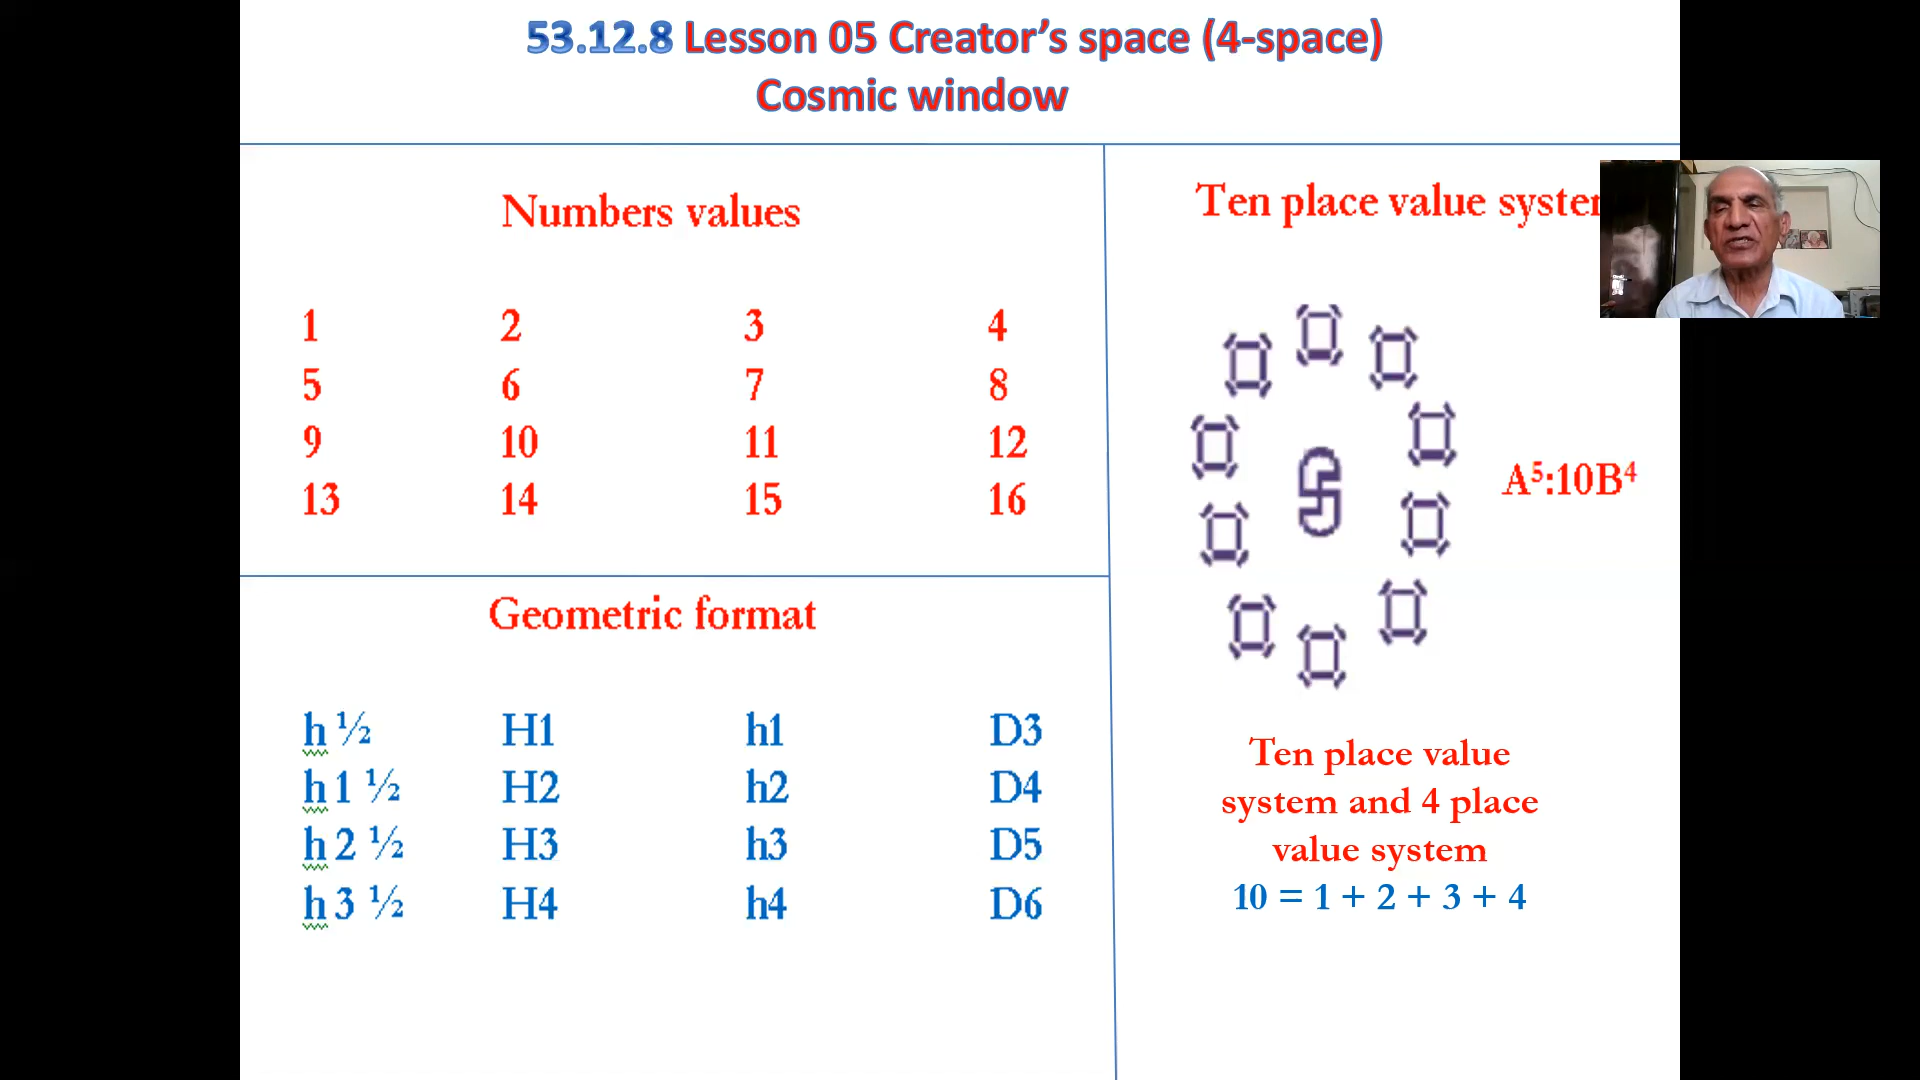 53.12.8 Lesson 05 Creator’s space (4-space)
Cosmic window
Numbers values
1 2 3 4
5 6 7 8
9 10 11 12
13 14 15 16
Geometric format
h ½ H1 h1 D3
h 1 ½ H2 h2 D4
h 2 ½ H3 h3 D5
h 3 ½ H4 h4 D6
Ten place value
A⁵:10B⁴
Ten place value
system and 4 place
value system
10 = 1 + 2 + 3 + 4